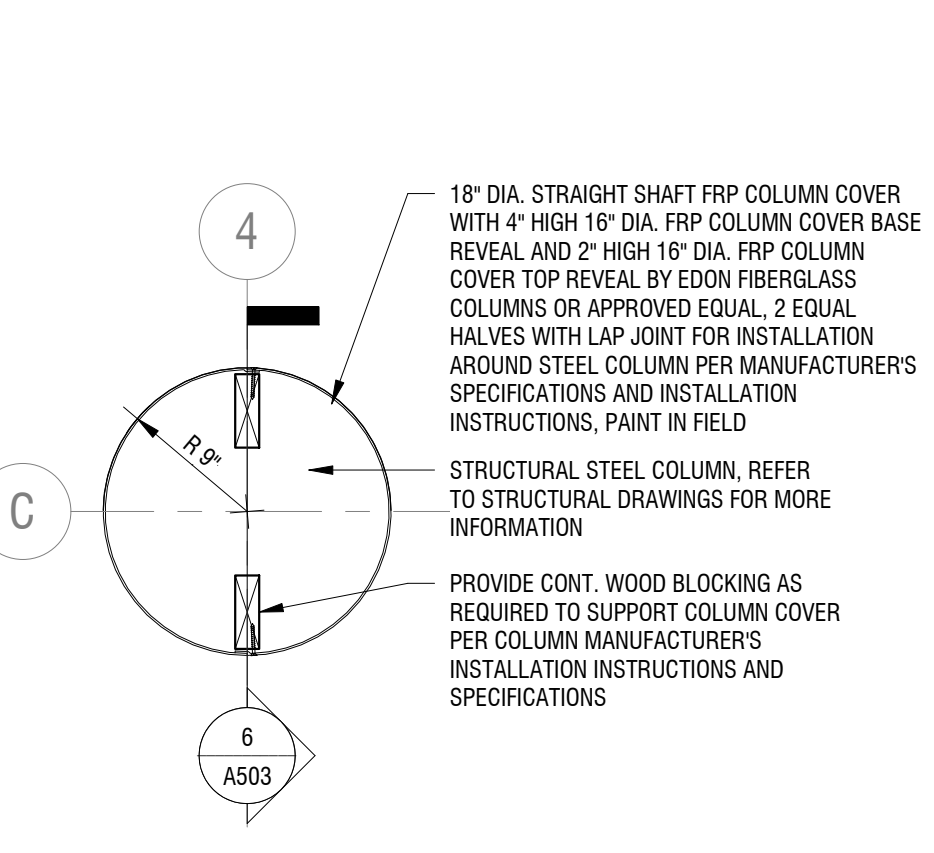 4
18" DIA. STRAIGHT SHAFT FRP COLUMN COVER
WITH 4" HIGH 16" DIA. FRP COLUMN COVER BASE
REVEAL AND 2" HIGH 16" DIA. FRP COLUMN
COVER TOP REVEAL BY EDON FIBERGLASS
COLUMNS OR APPROVED EQUAL, 2 EQUAL
HALVES WITH LAP JOINT FOR INSTALLATION
AROUND STEEL COLUMN PER MANUFACTURER'S
SPECIFICATIONS AND INSTALLATION
INSTRUCTIONS, PAINT IN FIELD
R 9"
C
STRUCTURAL STEEL COLUMN, REFER
TO STRUCTURAL DRAWINGS FOR MORE
INFORMATION
PROVIDE CONT. WOOD BLOCKING AS
REQUIRED TO SUPPORT COLUMN COVER
PER COLUMN MANUFACTURER'S
INSTALLATION INSTRUCTIONS AND
SPECIFICATIONS
6
A503